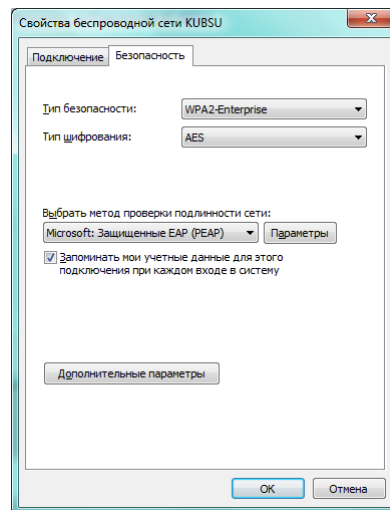 Свойства беспроводной сети KUBSU
Подключение Безопасность
Тип безопасности: WPA2-Enterprise
Тип шифрования: AES
Выбрать метод проверки подлинности сети:
Microsoft: Защищенные EAP (PEAP) Параметры
Запоминать мои учетные данные для этого
подключения при каждом входе в систему
Дополнительные параметры
OK Отмена